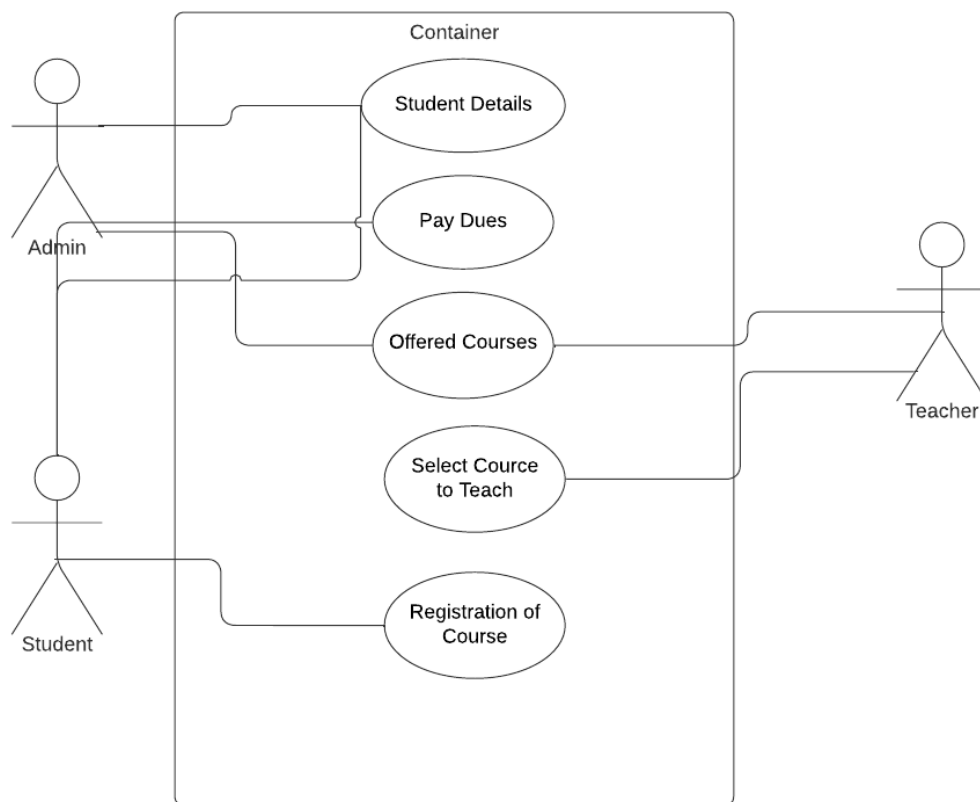 Container
Student Details
Pay Dues
Admin
Offered Courses
Teacher
Select Cource
to Teach
Registration of
Course
Student